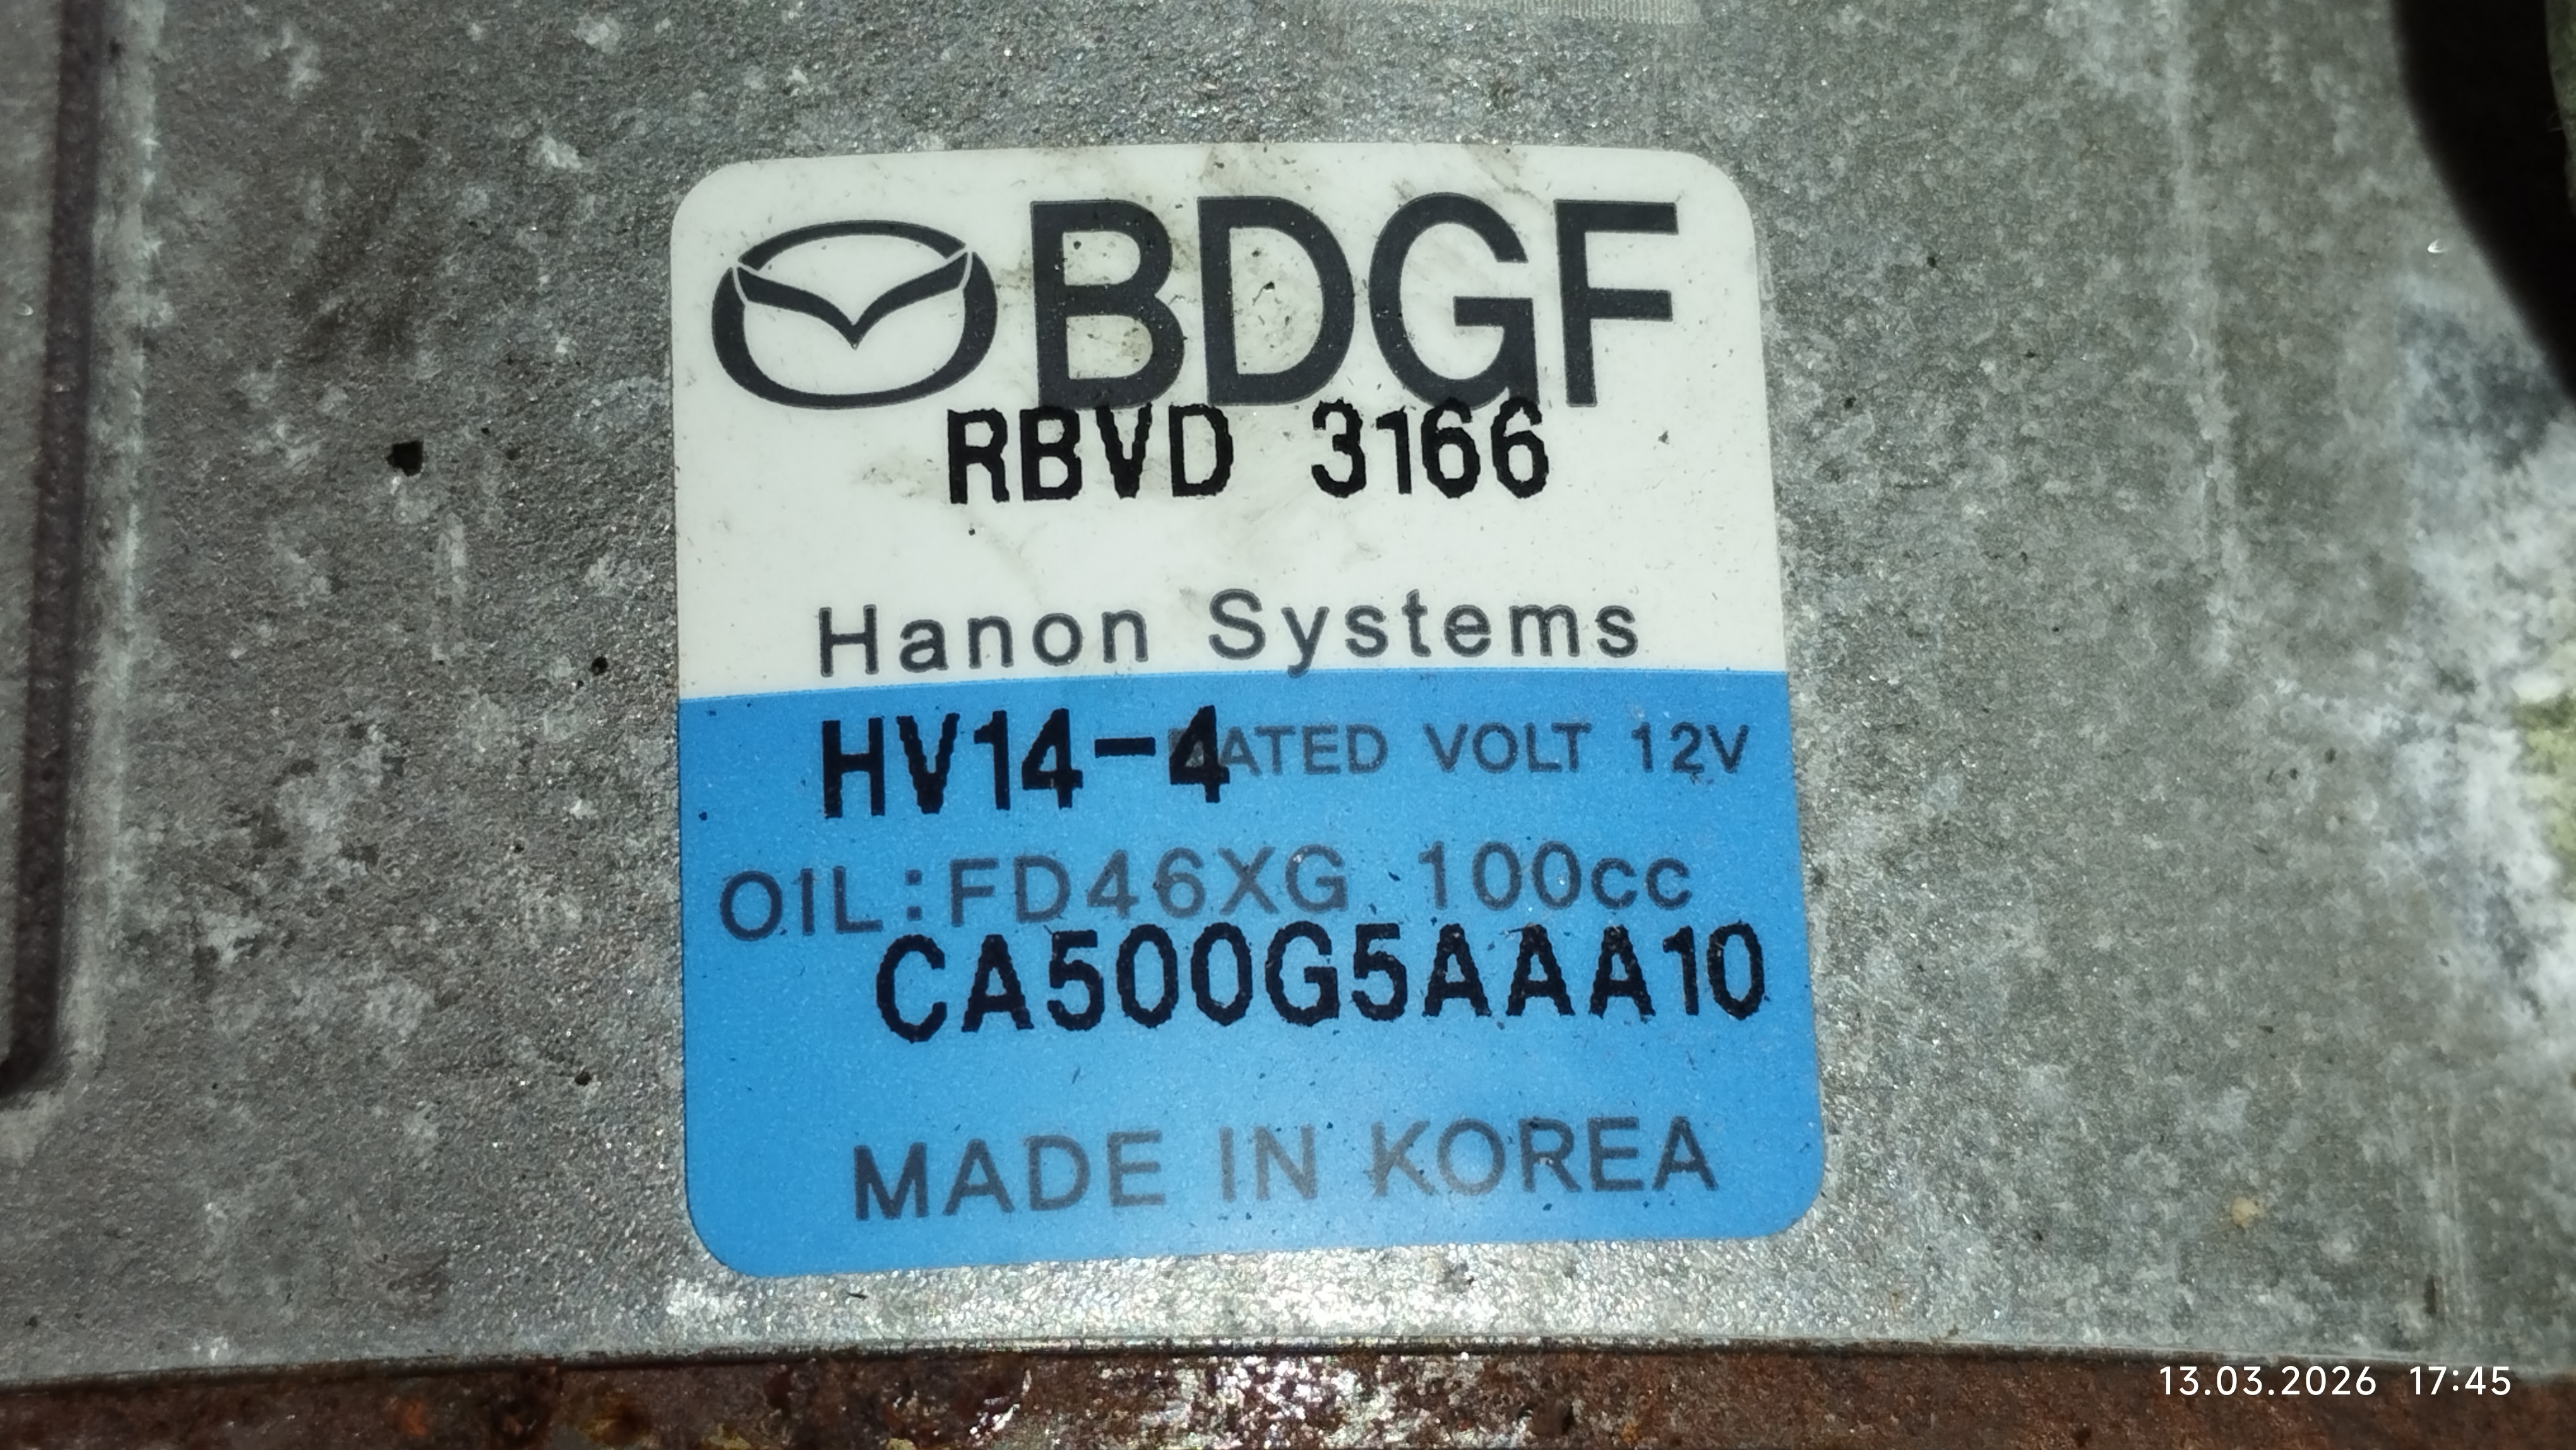 BDGF
RBVD 3166
Hanon Systems
HV14-4 RATED VOLT 12V
OIL:FD46XG 100cc
CA500G5AAA10
MADE IN KOREA
13.03.2026 17:45